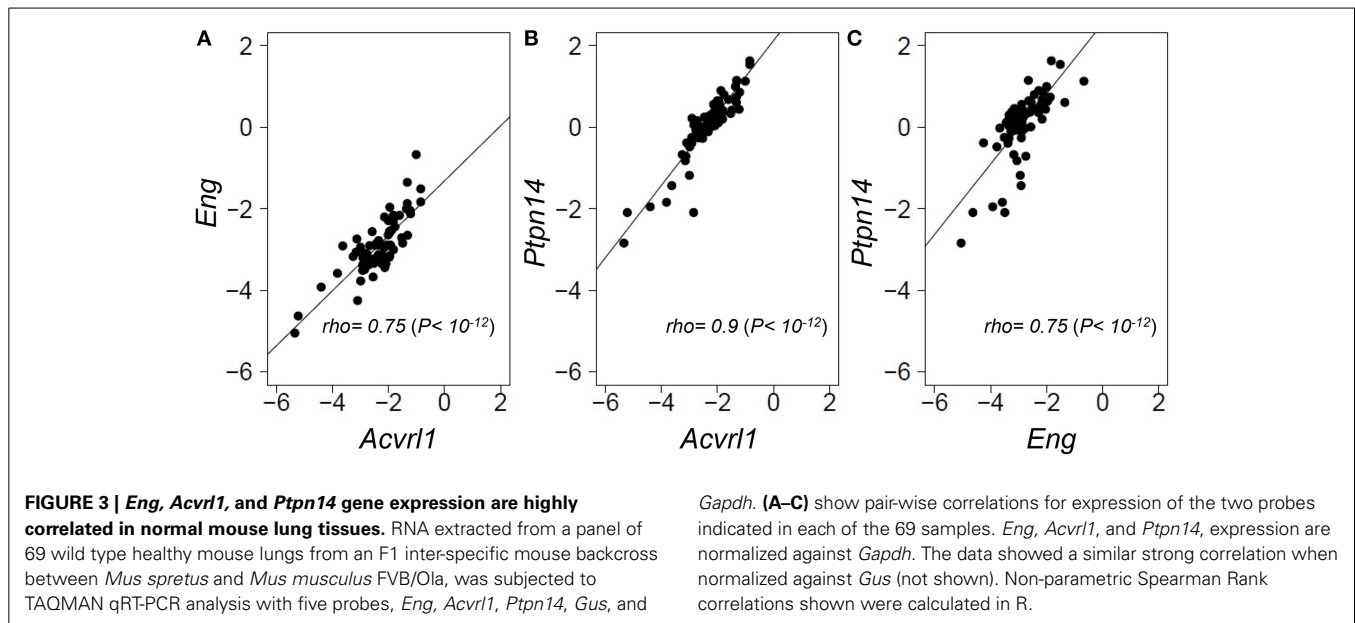 A
B
C
2
0
−2
−4
−6
Eng
−6 −4 −2 0 2
Acvrl1
rho= 0.75 (P< 10-12)
2
0
−2
−4
−6
Ptpn14
−6 −4 −2 0 2
Acvrl1
rho= 0.9 (P< 10-12)
2
0
−2
−4
−6
Ptpn14
−6 −4 −2 0 2
Eng
rho= 0.75 (P< 10-12)
FIGURE 3 | Eng, Acvrl1, and Ptpn14 gene expression are highly
correlated in normal mouse lung tissues. RNA extracted from a panel of
69 wild type healthy mouse lungs from an F1 inter-specific mouse backcross
between Mus spretus and Mus musculus FVB/Ola, was subjected to
TAQMAN qRT-PCR analysis with five probes, Eng, Acvrl1, Ptpn14, Gus, and
Gapdh. (A–C) show pair-wise correlations for expression of the two probes
indicated in each of the 69 samples. Eng, Acvrl1, and Ptpn14, expression are
normalized against Gapdh. The data showed a similar strong correlation when
normalized against Gus (not shown). Non-parametric Spearman Rank
correlations shown were calculated in R.